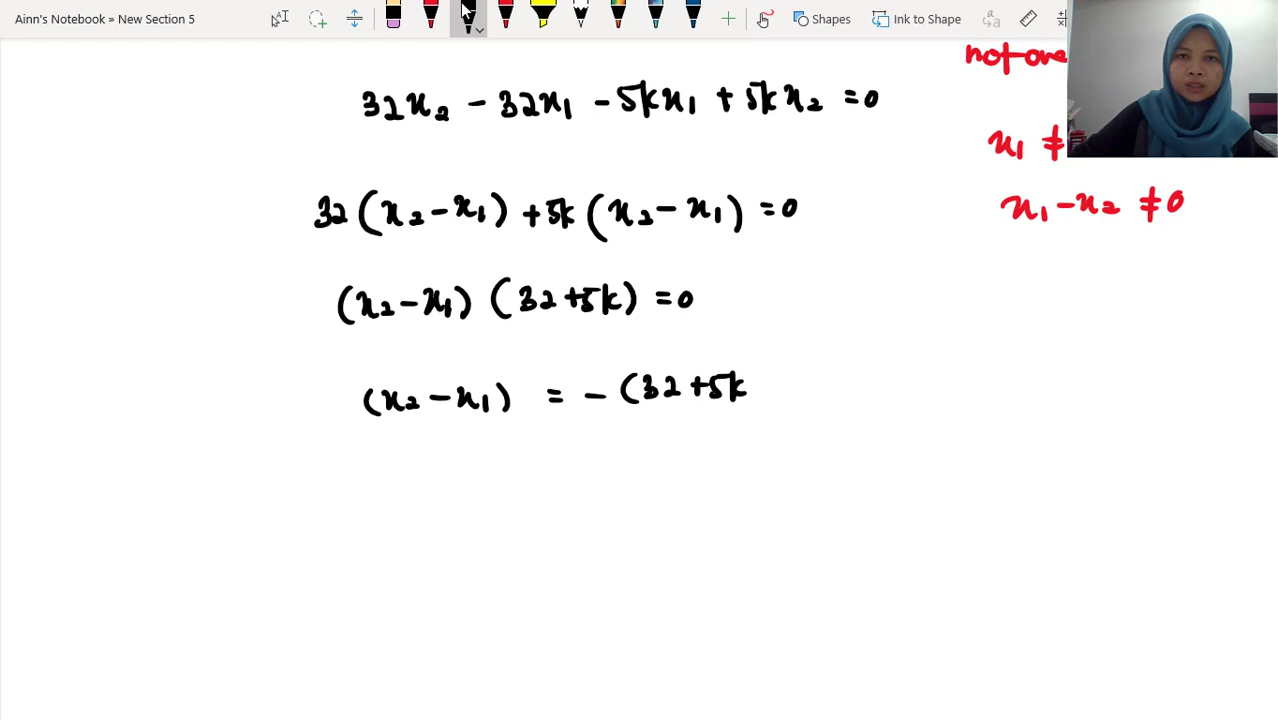 Ainn's Notebook » New Section 5
Shapes
Ink to Shape
not one
32x₂ - 32x₁ - 5kx₁ + 5kx₂ = 0
x₁ ≠
32(x₂ - x₁) + 5k(x₂ - x₁) = 0
x₁ - x₂ ≠ 0
(x₂ - x₁) (32 + 5k) = 0
(x₂ - x₁) = - (32 + 5k